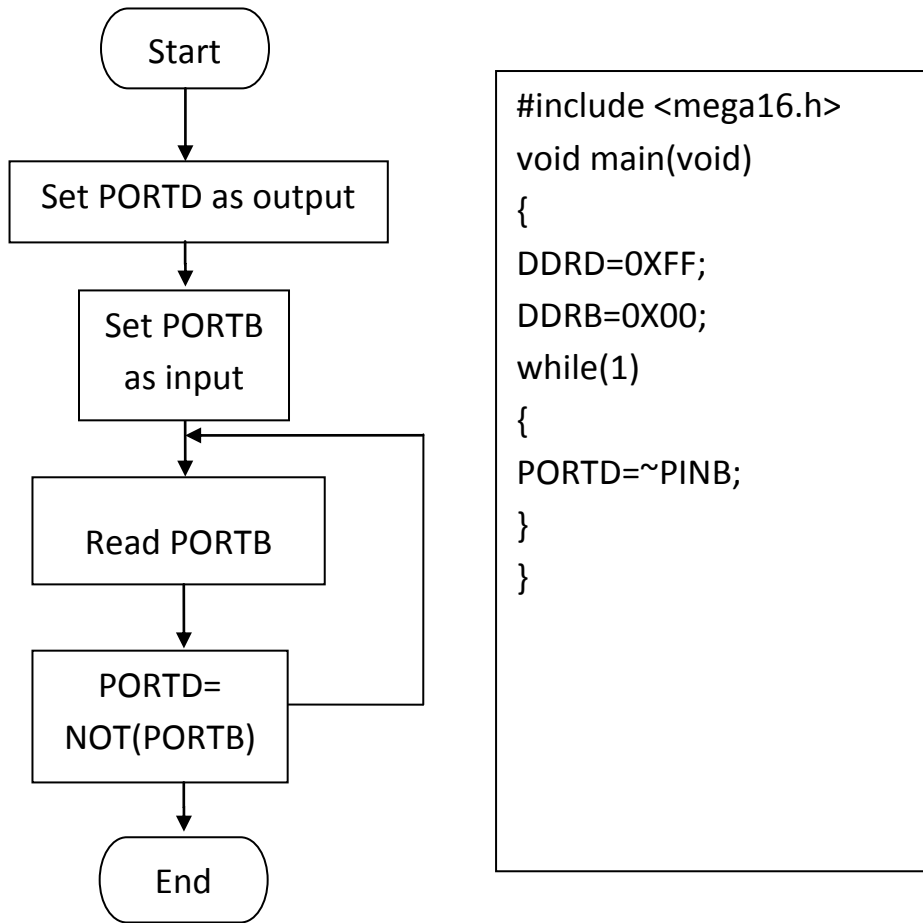 Start
Set PORTD as output
Set PORTB
as input
Read PORTB
PORTD=
NOT(PORTB)
End
#include <mega16.h>
void main(void)
{
DDRD=0XFF;
DDRB=0X00;
while(1)
{
PORTD=~PINB;
}
}